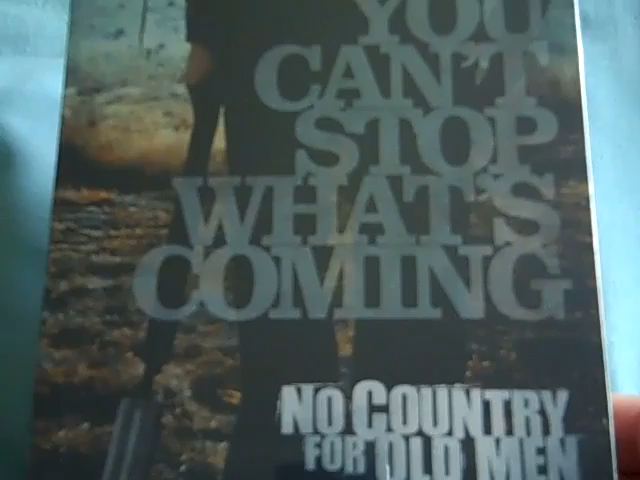 YOU
CAN'T
STOP
WHAT'S
COMING
NO COUNTRY
FOR OLD MEN